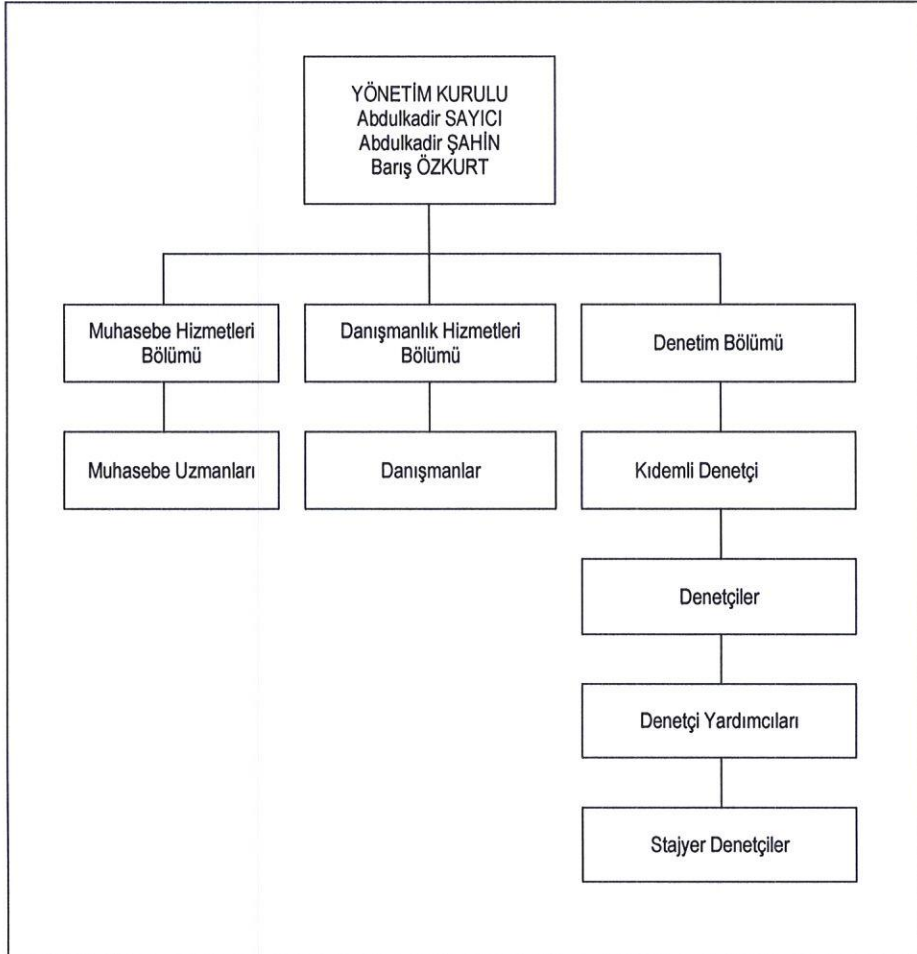 YÖNETİM KURULU
Abdulkadir SAYICI
Abdulkadir ŞAHİN
Barış ÖZKURT
Muhasebe Hizmetleri
Bölümü
Danışmanlık Hizmetleri
Bölümü
Denetim Bölümü
Muhasebe Uzmanları
Danışmanlar
Kıdemli Denetçi
Denetçiler
Denetçi Yardımcıları
Stajyer Denetçiler